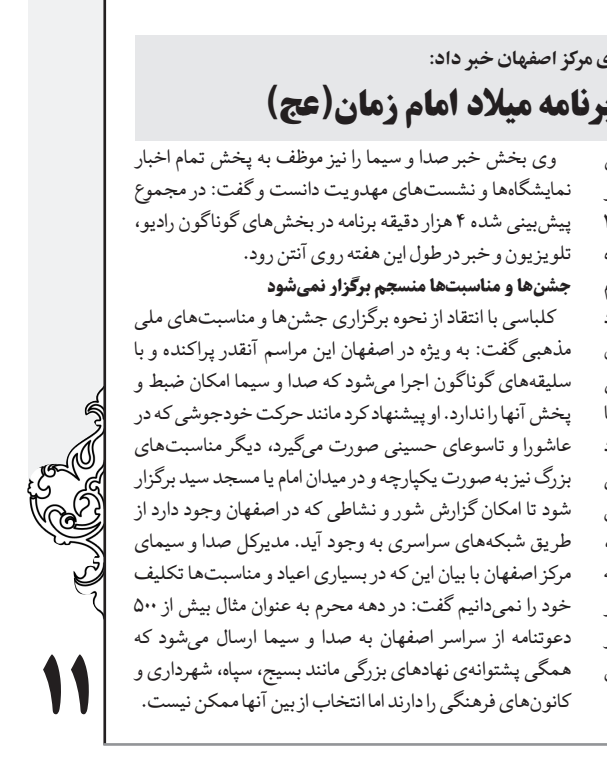 ی مرکز اصفهان خبر داد:
برنامه میلاد امام زمان(عج)
وی بخش خبر صدا و سیما را نیز موظف به پخش تمام اخبار
نمایشگاه‌ها و نشست‌های مهدویت دانست و گفت: در مجموع
پیش‌بینی شده ۴ هزار دقیقه برنامه در بخش‌های گوناگون رادیو،
تلویزیون و خبر در طول این هفته روی آنتن رود.
جشن‌ها و مناسبت‌ها منسجم برگزار نمی‌شود
کلباسی با انتقاد از نحوه برگزاری جشن‌ها و مناسبت‌های ملی
مذهبی گفت: به ویژه در اصفهان این مراسم آنقدر پراکنده و با
سلیقه‌های گوناگون اجرا می‌شود که صدا و سیما امکان ضبط و
پخش آنها را ندارد. او پیشنهاد کرد مانند حرکت خودجوشی که در
عاشورا و تاسوعای حسینی صورت می‌گیرد، دیگر مناسبت‌های
بزرگ نیز به صورت یکپارچه و در میدان امام یا مسجد سید برگزار
شود تا امکان گزارش شور و نشاطی که در اصفهان وجود دارد از
طریق شبکه‌های سراسری به وجود آید. مدیرکل صدا و سیمای
مرکز اصفهان با بیان این که در بسیاری اعیاد و مناسبت‌ها تکلیف
خود را نمی‌دانیم گفت: در دهه محرم به عنوان مثال بیش از ۵۰۰
دعوتنامه از سراسر اصفهان به صدا و سیما ارسال می‌شود که
همگی پشتوانه‌ی نهادهای بزرگی مانند بسیج، سپاه، شهرداری و
کانون‌های فرهنگی را دارند اما انتخاب از بین آنها ممکن نیست.
۱۱